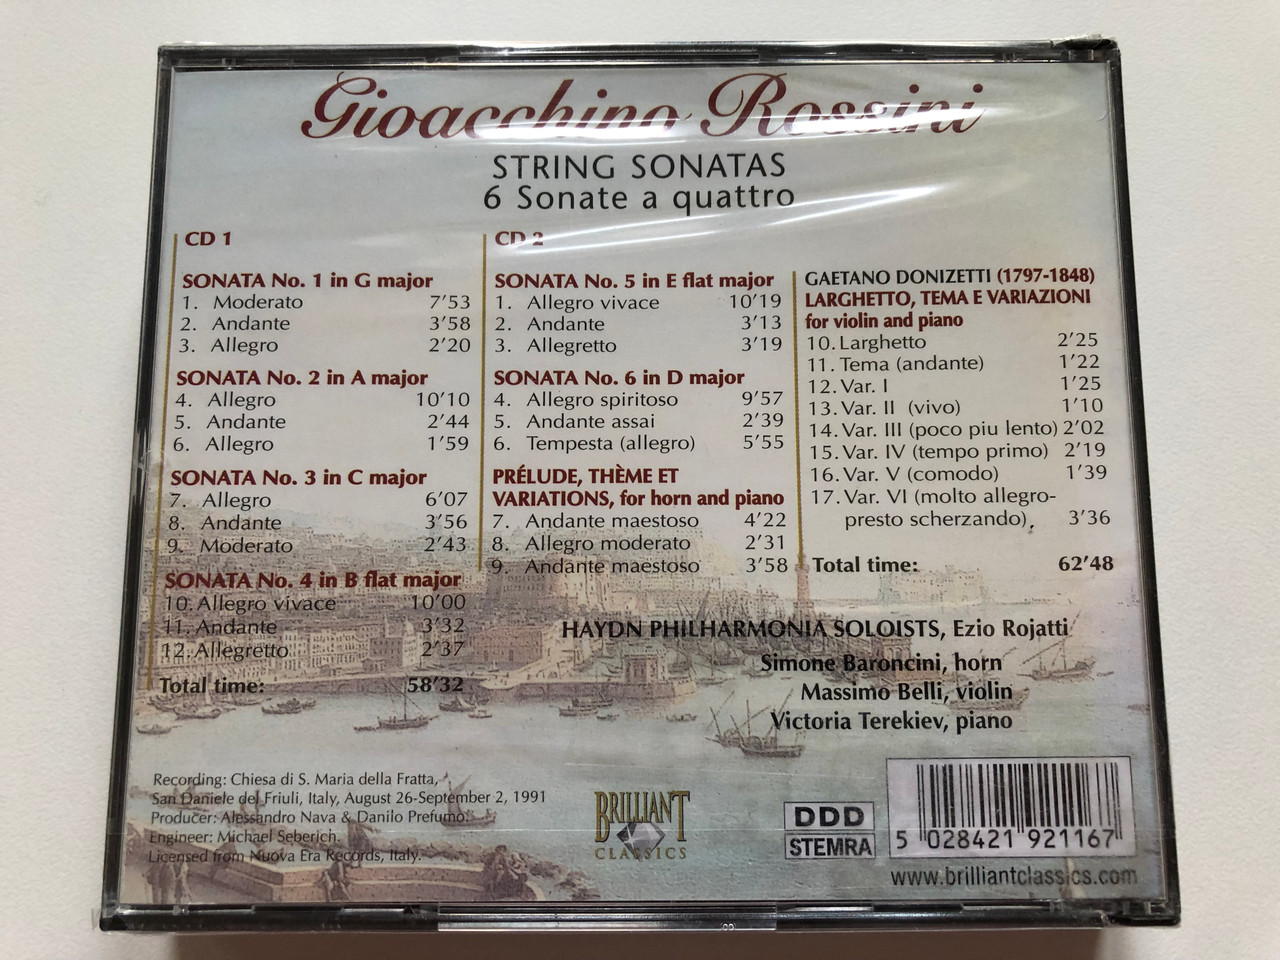 Gioacchino Rossini
STRING SONATAS
6 Sonate a quattro
CD 1
SONATA No. 1 in G major
1. Moderato 7’53
2. Andante 3’58
3. Allegro 2’20
SONATA No. 2 in A major
4. Allegro 10’10
5. Andante 2’44
6. Allegro 1’59
SONATA No. 3 in C major
7. Allegro 6’07
8. Andante 3’56
9. Moderato 2’43
SONATA No. 4 in B flat major
10. Allegro vivace 10’00
11. Andante 3’32
12. Allegretto 2’37
Total time: 58’32
CD 2
SONATA No. 5 in E flat major
1. Allegro vivace 10’19
2. Andante 3’13
3. Allegretto 3’19
SONATA No. 6 in D major
4. Allegro spiritoso 9’57
5. Andante assai 2’39
6. Tempesta (allegro) 5’55
PRÉLUDE, THÈME ET
VARIATIONS, for horn and piano
7. Andante maestoso 4’22
8. Allegro moderato 2’31
9. Andante maestoso 3’58
GAETANO DONIZETTI (1797-1848)
LARGHETTO, TEMA E VARIAZIONI
for violin and piano
10. Larghetto 2’25
11. Tema (andante) 1’22
12. Var. I 1’25
13. Var. II (vivo) 1’10
14. Var. III (poco piu lento) 2’02
15. Var. IV (tempo primo) 2’19
16. Var. V (comodo) 1’39
17. Var. VI (molto allegro-
presto scherzando) 3’36
Total time: 62’48
HAYDN PHILHARMONIA SOLOISTS, Ezio Rojatti
Simone Baroncini, horn
Massimo Belli, violin
Victoria Terekiev, piano
Recording: Chiesa di S. Maria della Fratta,
San Daniele del Friuli, Italy, August 26-September 2, 1991
Producer: Alessandro Nava & Danilo Prefumo.
Engineer: Michael Seberich.
Licensed from Nuova Era Records, Italy.
BRILLIANT
CLASSICS
DDD
STEMRA
5 028421 921167
www.brilliantclassics.com